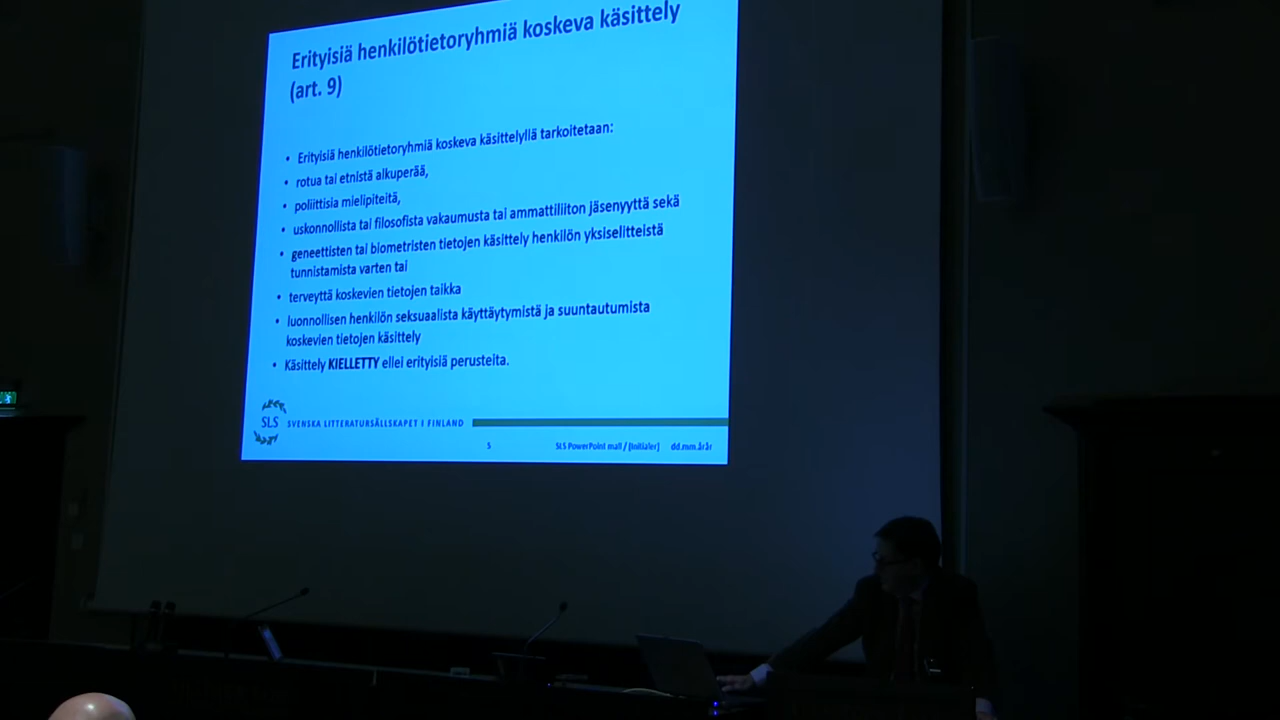 Erityisiä henkilötietoryhmiä koskeva käsittely
(art. 9)
• Erityisiä henkilötietoryhmiä koskeva käsittelyllä tarkoitetaan:
• rotua tai etnistä alkuperää,
• poliittisia mielipiteitä,
• uskonnollista tai filosofista vakaumusta tai ammattiliiton jäsenyyttä sekä
• geneettisten tai biometristen tietojen käsittely henkilön yksiselitteistä
tunnistamista varten tai
• terveyttä koskevien tietojen taikka
• luonnollisen henkilön seksuaalista käyttäytymistä ja suuntautumista
koskevien tietojen käsittely
• Käsittely KIELLETTY ellei erityisiä perusteita.
SLS SVENSKA LITTERATURSÄLLSKAPET I FINLAND
5 SLS PowerPoint mall / [Initialer] dd.mm.årår